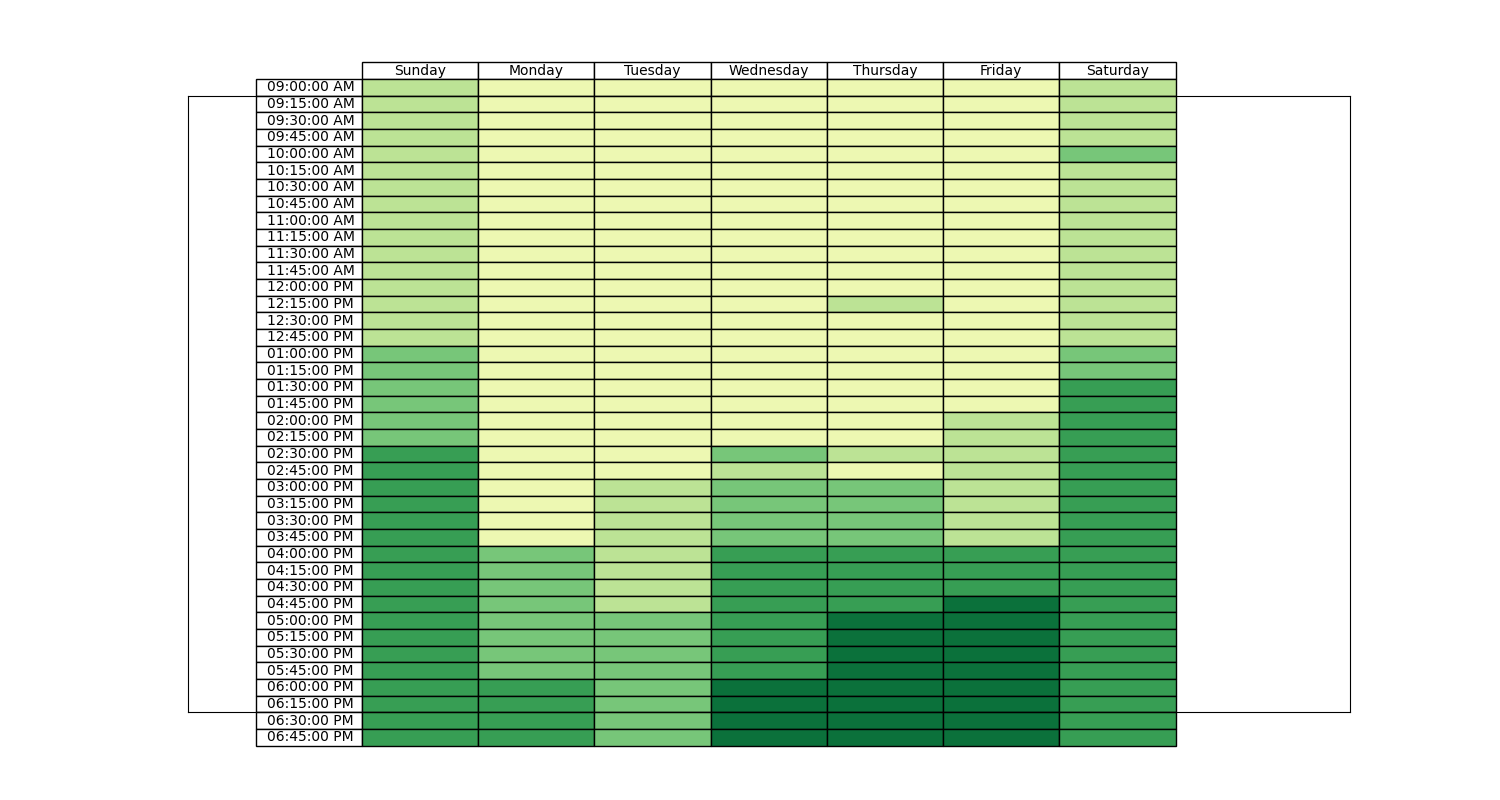 Sunday Monday Tuesday Wednesday Thursday Friday Saturday
09:00:00 AM
09:15:00 AM
09:30:00 AM
09:45:00 AM
10:00:00 AM
10:15:00 AM
10:30:00 AM
10:45:00 AM
11:00:00 AM
11:15:00 AM
11:30:00 AM
11:45:00 AM
12:00:00 PM
12:15:00 PM
12:30:00 PM
12:45:00 PM
01:00:00 PM
01:15:00 PM
01:30:00 PM
01:45:00 PM
02:00:00 PM
02:15:00 PM
02:30:00 PM
02:45:00 PM
03:00:00 PM
03:15:00 PM
03:30:00 PM
03:45:00 PM
04:00:00 PM
04:15:00 PM
04:30:00 PM
04:45:00 PM
05:00:00 PM
05:15:00 PM
05:30:00 PM
05:45:00 PM
06:00:00 PM
06:15:00 PM
06:30:00 PM
06:45:00 PM